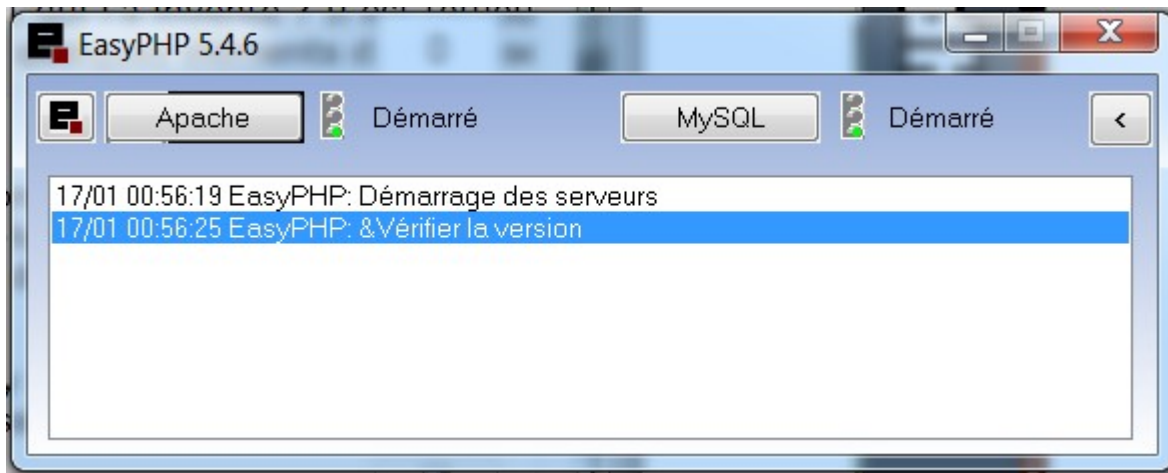 EasyPHP 5.4.6
Apache Démarré MySQL Démarré <
17/01 00:56:19 EasyPHP: Démarrage des serveurs
17/01 00:56:25 EasyPHP: &Vérifier la version